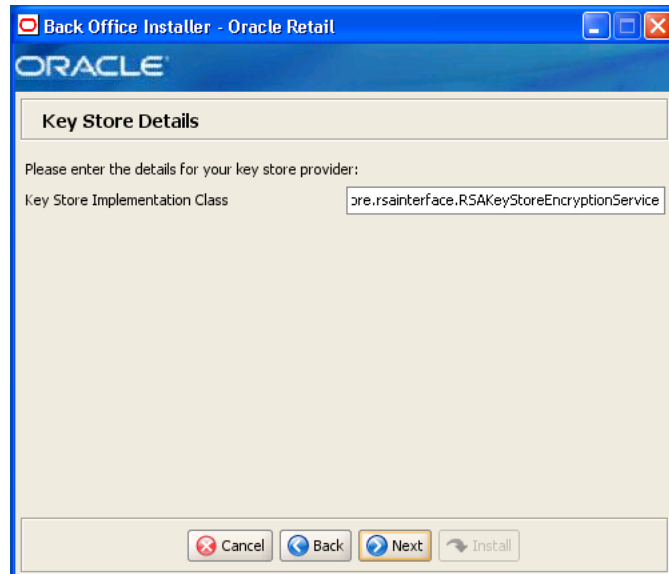 Back Office Installer - Oracle Retail
ORACLE
Key Store Details
Please enter the details for your key store provider:
Key Store Implementation Class
ore.rsainterface.RSAKeyStoreEncryptionService
Cancel Back Next Install